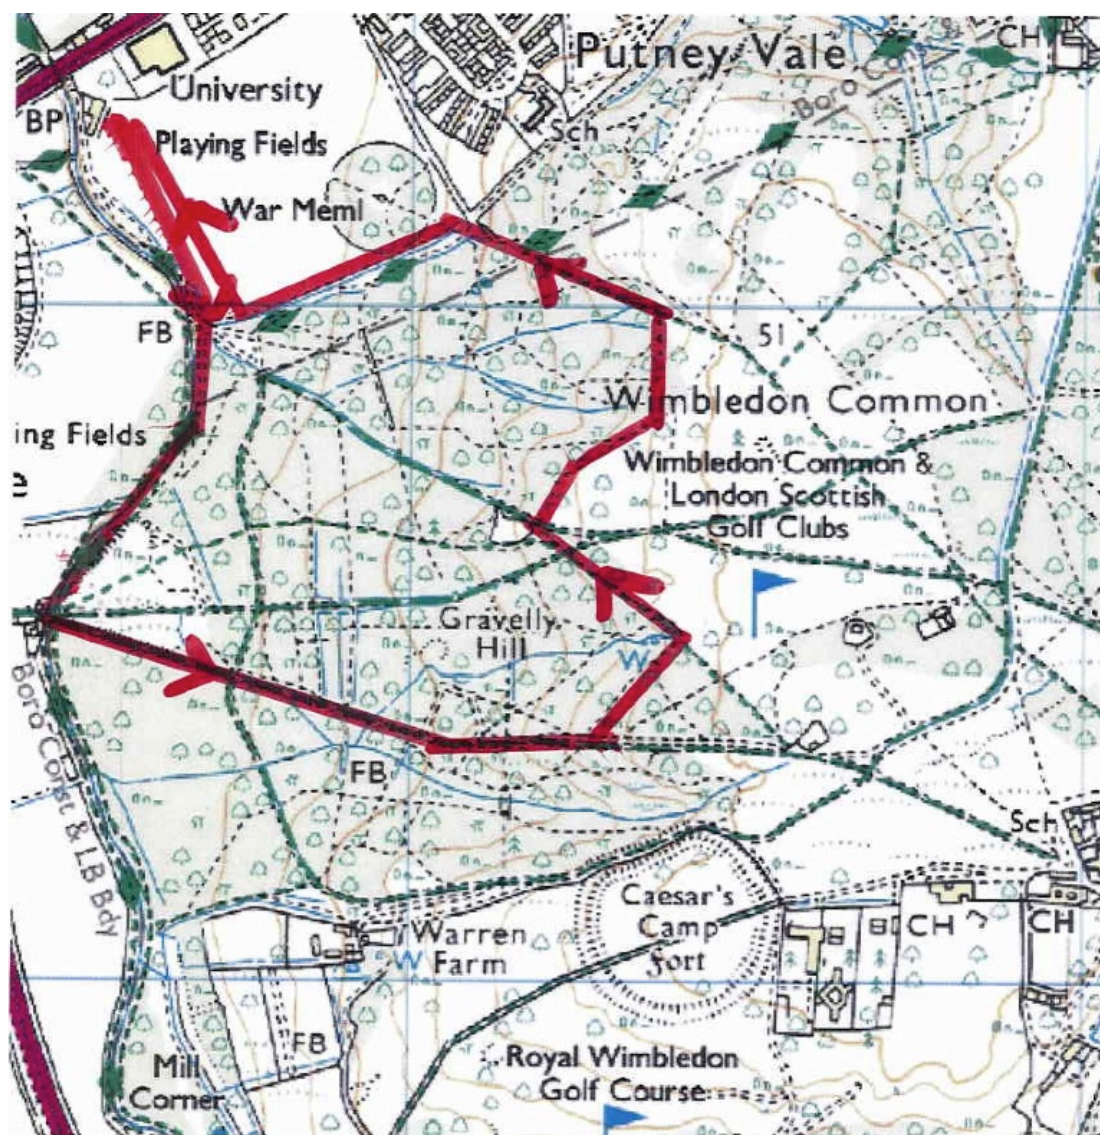 Putney Vale
CH
University
BP
Playing Fields
Sch
Boro
War Meml
FB
51
Wimbledon Common
ing Fields
e
Wimbledon Common &
London Scottish
Golf Clubs
Gravelly
Hill
W
Boro Const & LB Bdy
FB
Sch
Caesar's
Camp
Fort
CH
CH
Warren
Farm
W
FB
Mill
Corner
Royal Wimbledon
Golf Course